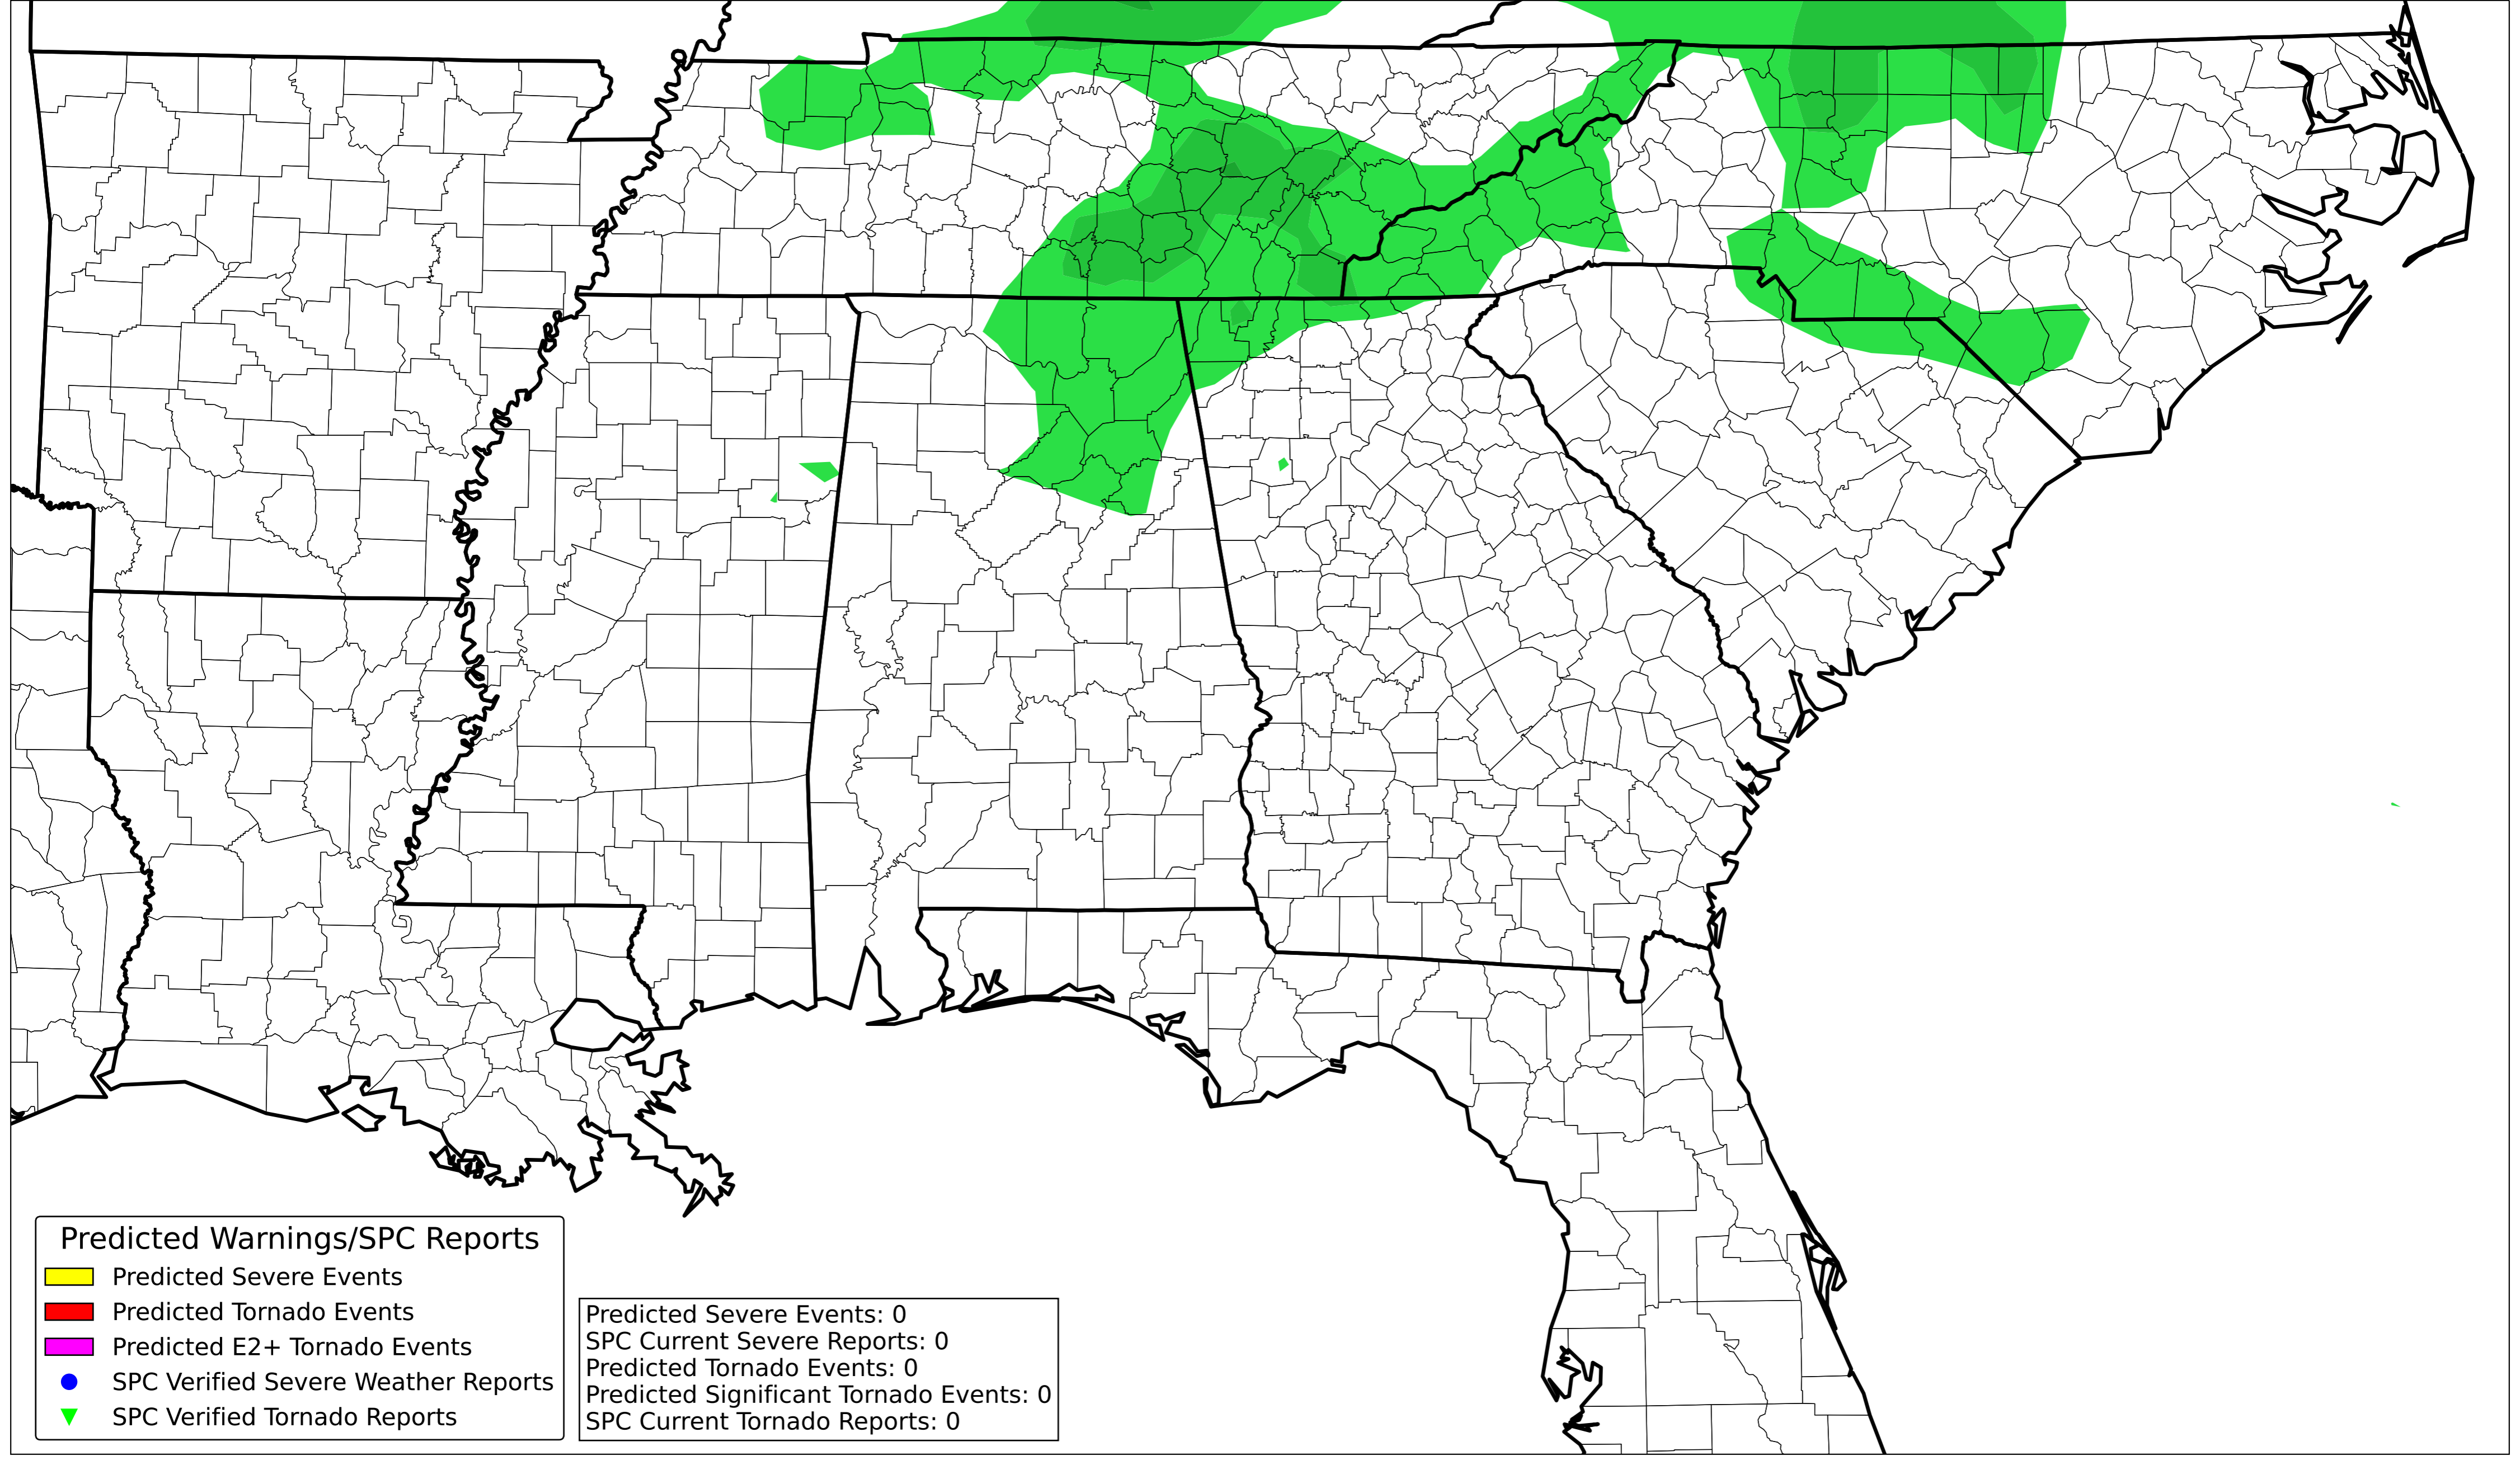 Predicted Warnings/SPC Reports
Predicted Severe Events
Predicted Tornado Events
Predicted E2+ Tornado Events
SPC Verified Severe Weather Reports
SPC Verified Tornado Reports
Predicted Severe Events: 0
SPC Current Severe Reports: 0
Predicted Tornado Events: 0
Predicted Significant Tornado Events: 0
SPC Current Tornado Reports: 0